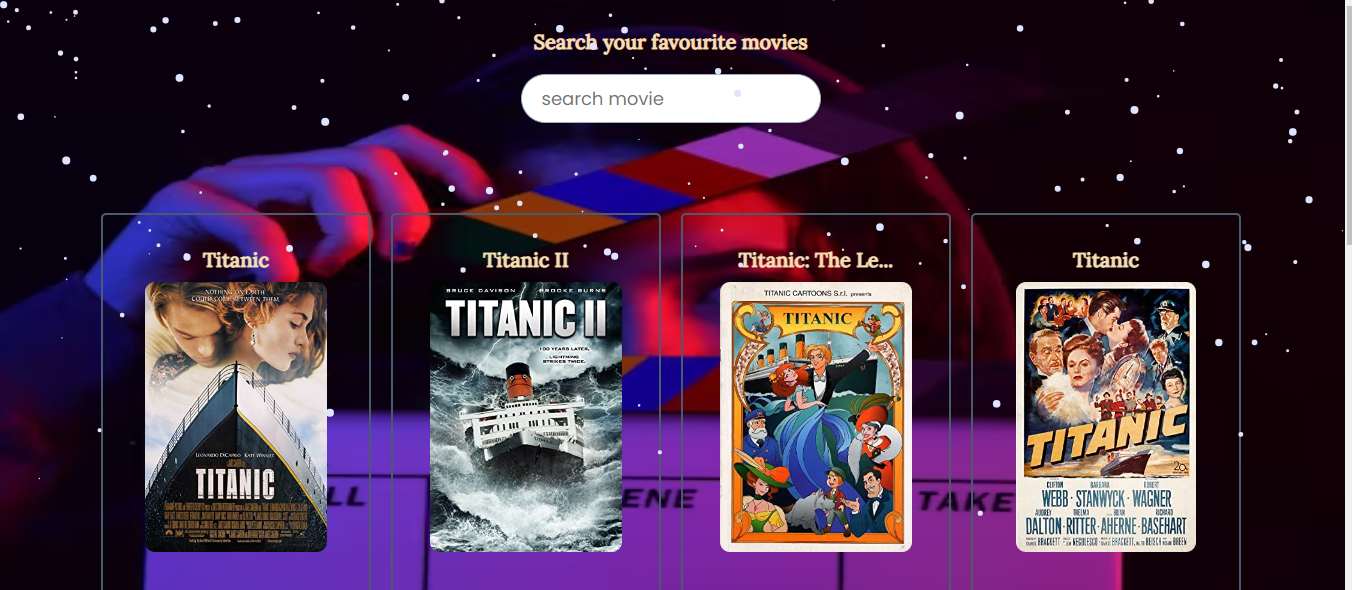 Search your favourite movies
search movie
Titanic
Titanic II
Titanic: The Le...
Titanic
NOTHING ON EARTH
COULD COME BETWEEN THEM.
LEONARDO DICAPRIO KATE WINSLET
TITANIC
BRUCE DAVISON BROOKE BURNS
TITANIC II
100 YEARS LATER,
LIGHTNING
STRIKES TWICE.
TITANIC CARTOONS S.r.l. presents
TITANIC
TITANIC
20
CLIFTON BARBARA ROBERT
WEBB · STANWYCK · WAGNER
AUDREY THELMA BRIAN RICHARD
DALTON · RITTER · AHERNE · BASEHART
LL
ENE
TAKE